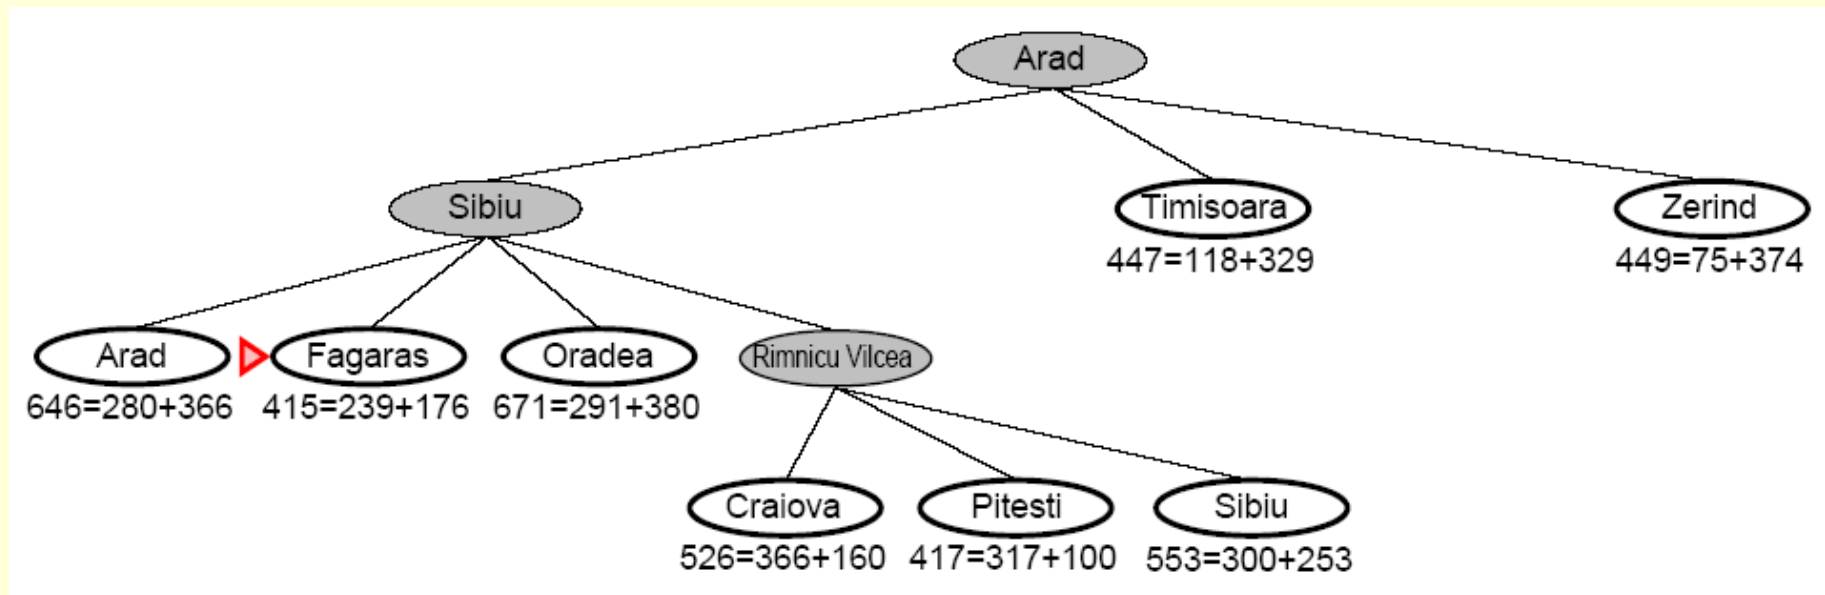 Arad
Sibiu
Timisoara
Zerind
447=118+329
449=75+374
Arad
Fagaras
Oradea
Rimnicu Vilcea
646=280+366
415=239+176
671=291+380
Craiova
Pitesti
Sibiu
526=366+160
417=317+100
553=300+253